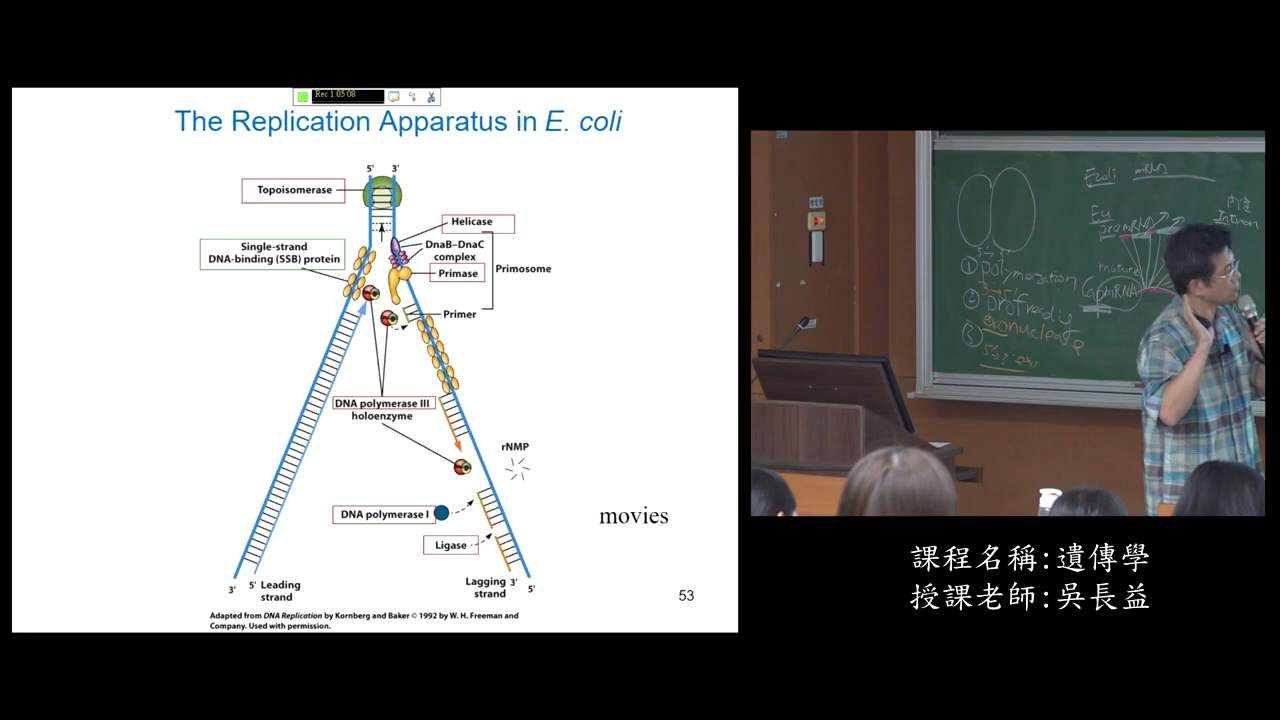 Rec 1:05:08
The Replication Apparatus in E. coli
5' 3'
Topoisomerase
Helicase
Single-strand
DNA-binding (SSB) protein
DnaB–DnaC
complex
Primase
Primosome
Primer
DNA polymerase III
holoenzyme
rNMP
DNA polymerase I
movies
Ligase
3' 5' Leading
strand
Lagging 3' 5'
strand
53
Adapted from DNA Replication by Kornberg and Baker © 1992 by W. H. Freeman and
Company. Used with permission.
Ecoli mRNA
Eu
pre mRNA
Intron
mature
mRNA
① polymerization
②
③ exonuclease
課程名稱:遺傳學
授課老師:吳長益